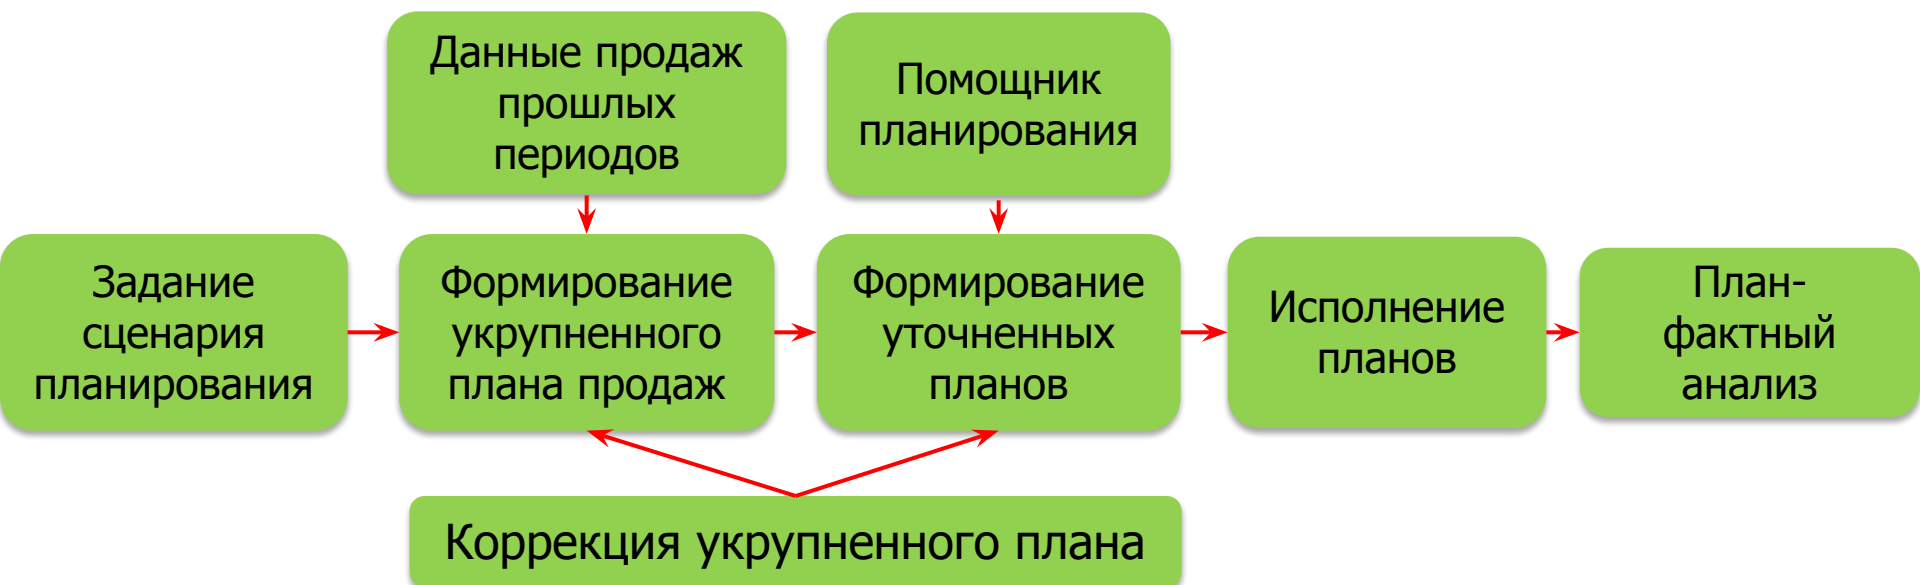 Данные продаж
прошлых
периодов
Помощник
планирования
Задание
сценария
планирования
Формирование
укрупненного
плана продаж
Формирование
уточненных
планов
Исполнение
планов
План-
фактный
анализ
Коррекция укрупненного плана